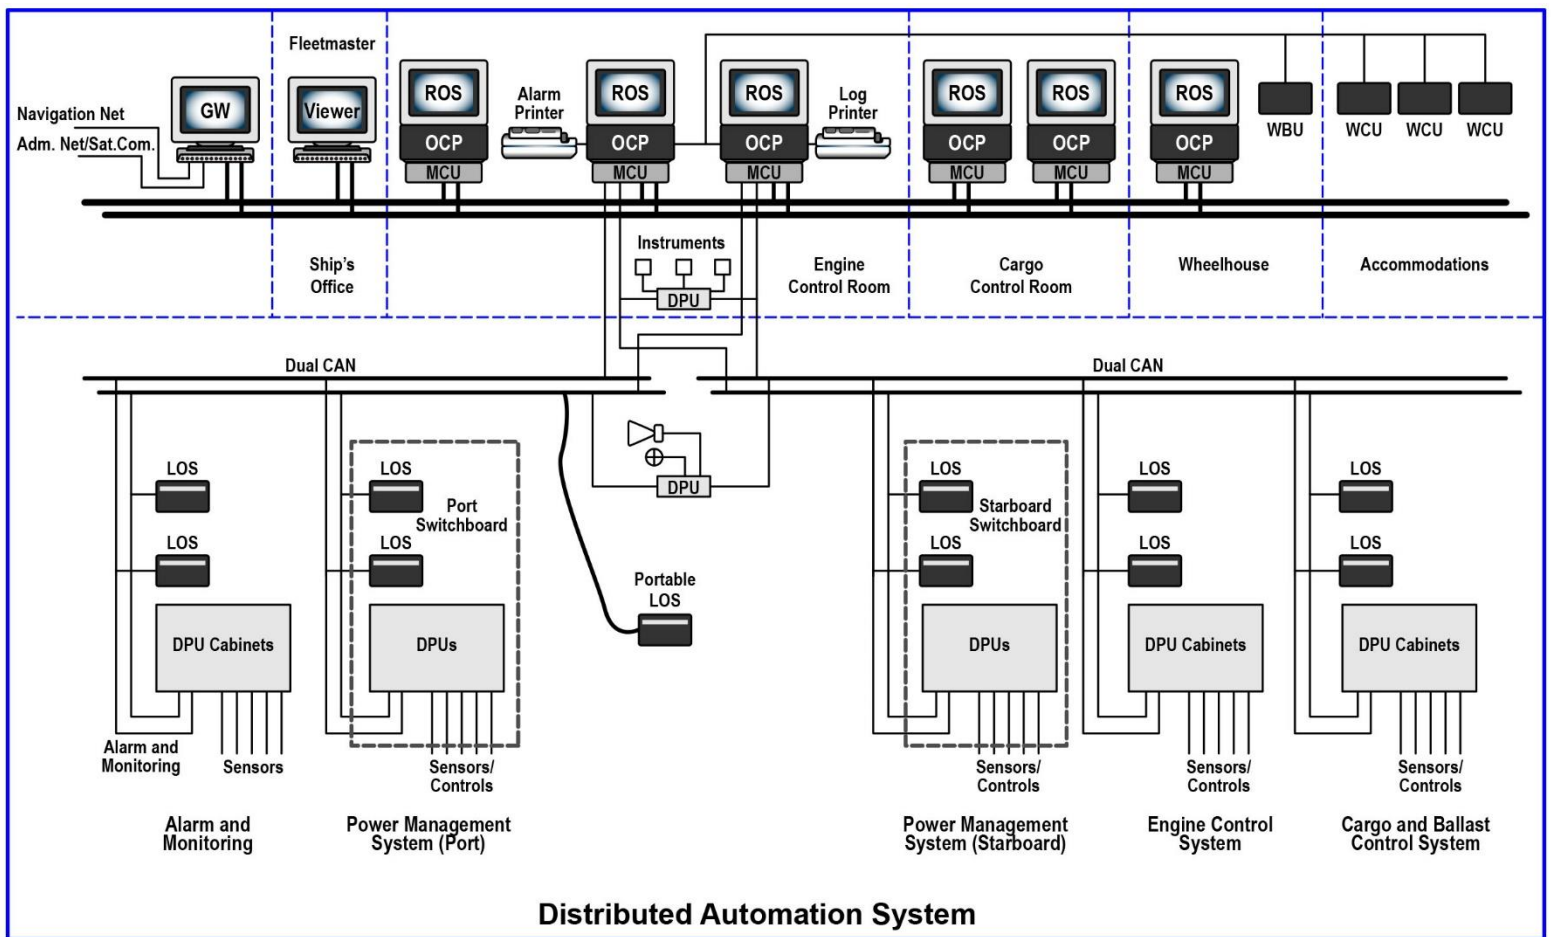 Fleetmaster
Navigation Net
Adm. Net/Sat.Com.
GW
Viewer
ROS
OCP
MCU
Alarm
Printer
ROS
OCP
MCU
ROS
OCP
MCU
Log
Printer
ROS
OCP
MCU
ROS
OCP
MCU
ROS
OCP
MCU
WBU
WCU
WCU
WCU
Ship's
Office
Instruments
DPU
Engine
Control Room
Cargo
Control Room
Wheelhouse
Accommodations
Dual CAN
Dual CAN
LOS
LOS
DPU Cabinets
Alarm and
Monitoring
Sensors
Alarm and
Monitoring
LOS
Port
Switchboard
LOS
DPUs
Sensors/
Controls
Power Management
System (Port)
DPU
Portable
LOS
LOS
Starboard
Switchboard
LOS
DPUs
Sensors/
Controls
Power Management
System (Starboard)
LOS
LOS
DPU Cabinets
Sensors/
Controls
Engine Control
System
LOS
LOS
DPU Cabinets
Sensors/
Controls
Cargo and Ballast
Control System
Distributed Automation System